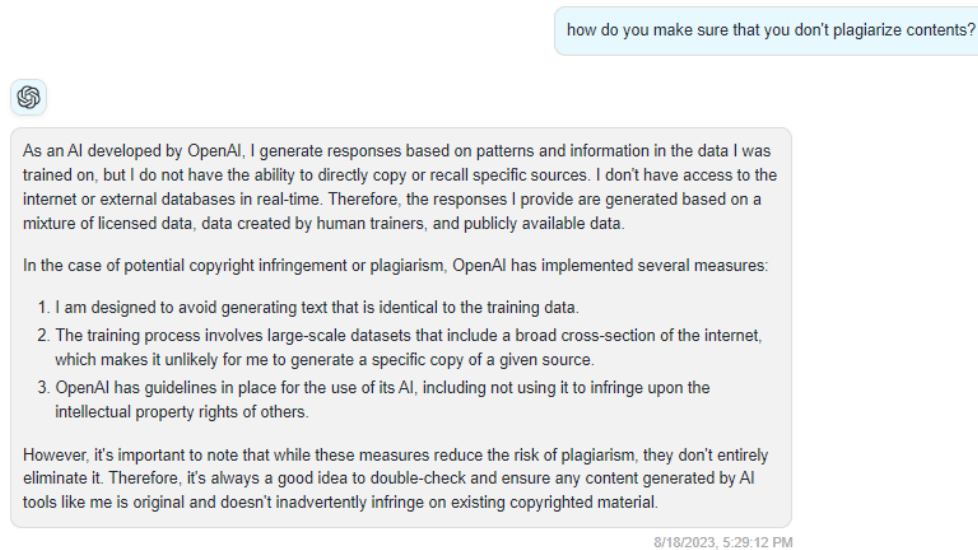 how do you make sure that you don't plagiarize contents?
As an AI developed by OpenAI, I generate responses based on patterns and information in the data I was
trained on, but I do not have the ability to directly copy or recall specific sources. I don't have access to the
internet or external databases in real-time. Therefore, the responses I provide are generated based on a
mixture of licensed data, data created by human trainers, and publicly available data.
In the case of potential copyright infringement or plagiarism, OpenAI has implemented several measures:
1. I am designed to avoid generating text that is identical to the training data.
2. The training process involves large-scale datasets that include a broad cross-section of the internet,
which makes it unlikely for me to generate a specific copy of a given source.
3. OpenAI has guidelines in place for the use of its AI, including not using it to infringe upon the
intellectual property rights of others.
However, it's important to note that while these measures reduce the risk of plagiarism, they don't entirely
eliminate it. Therefore, it's always a good idea to double-check and ensure any content generated by AI
tools like me is original and doesn't inadvertently infringe on existing copyrighted material.
8/18/2023, 5:29:12 PM